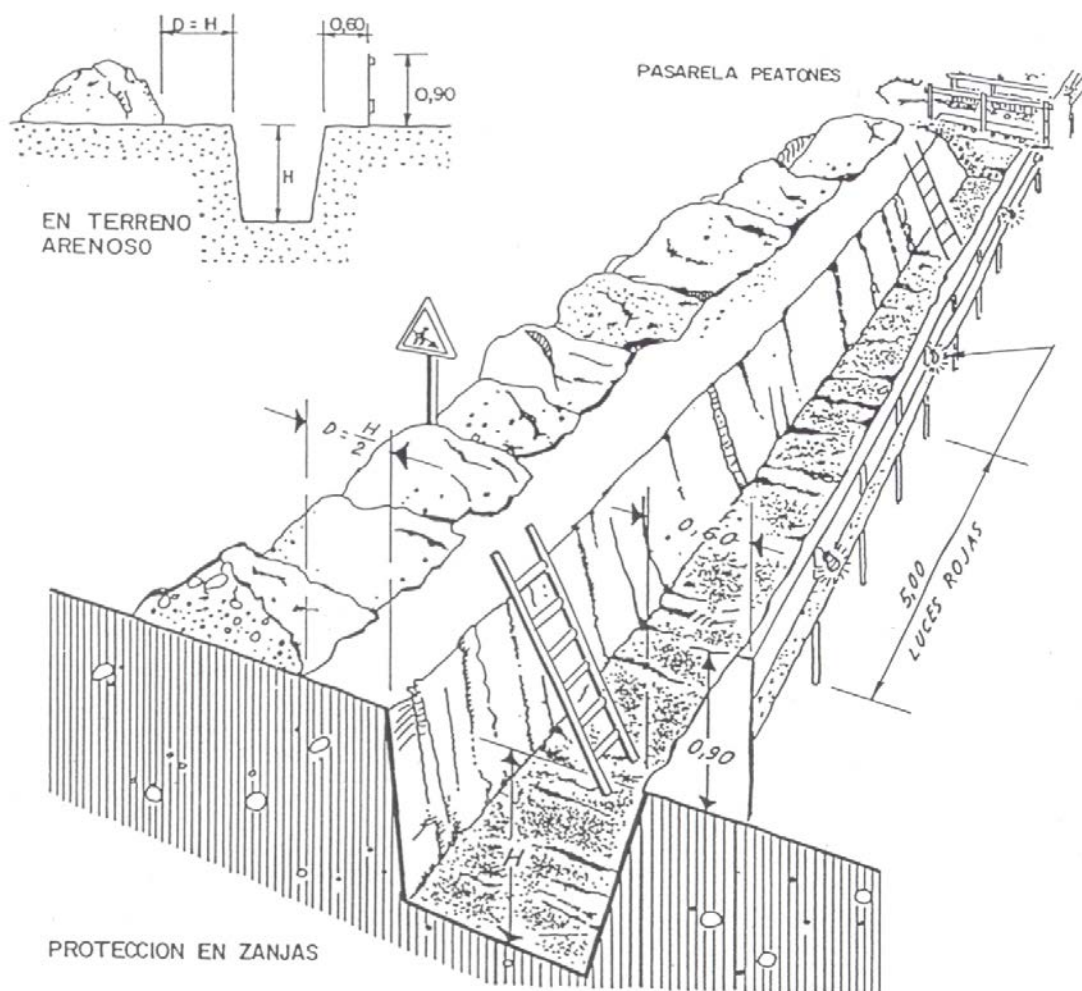 D = H
0,60
0,90
H
EN TERRENO
ARENOSO
PASARELA PEATONES
D = H/2
0,60
5,00
LUCES ROJAS
0,90
H
PROTECCION EN ZANJAS